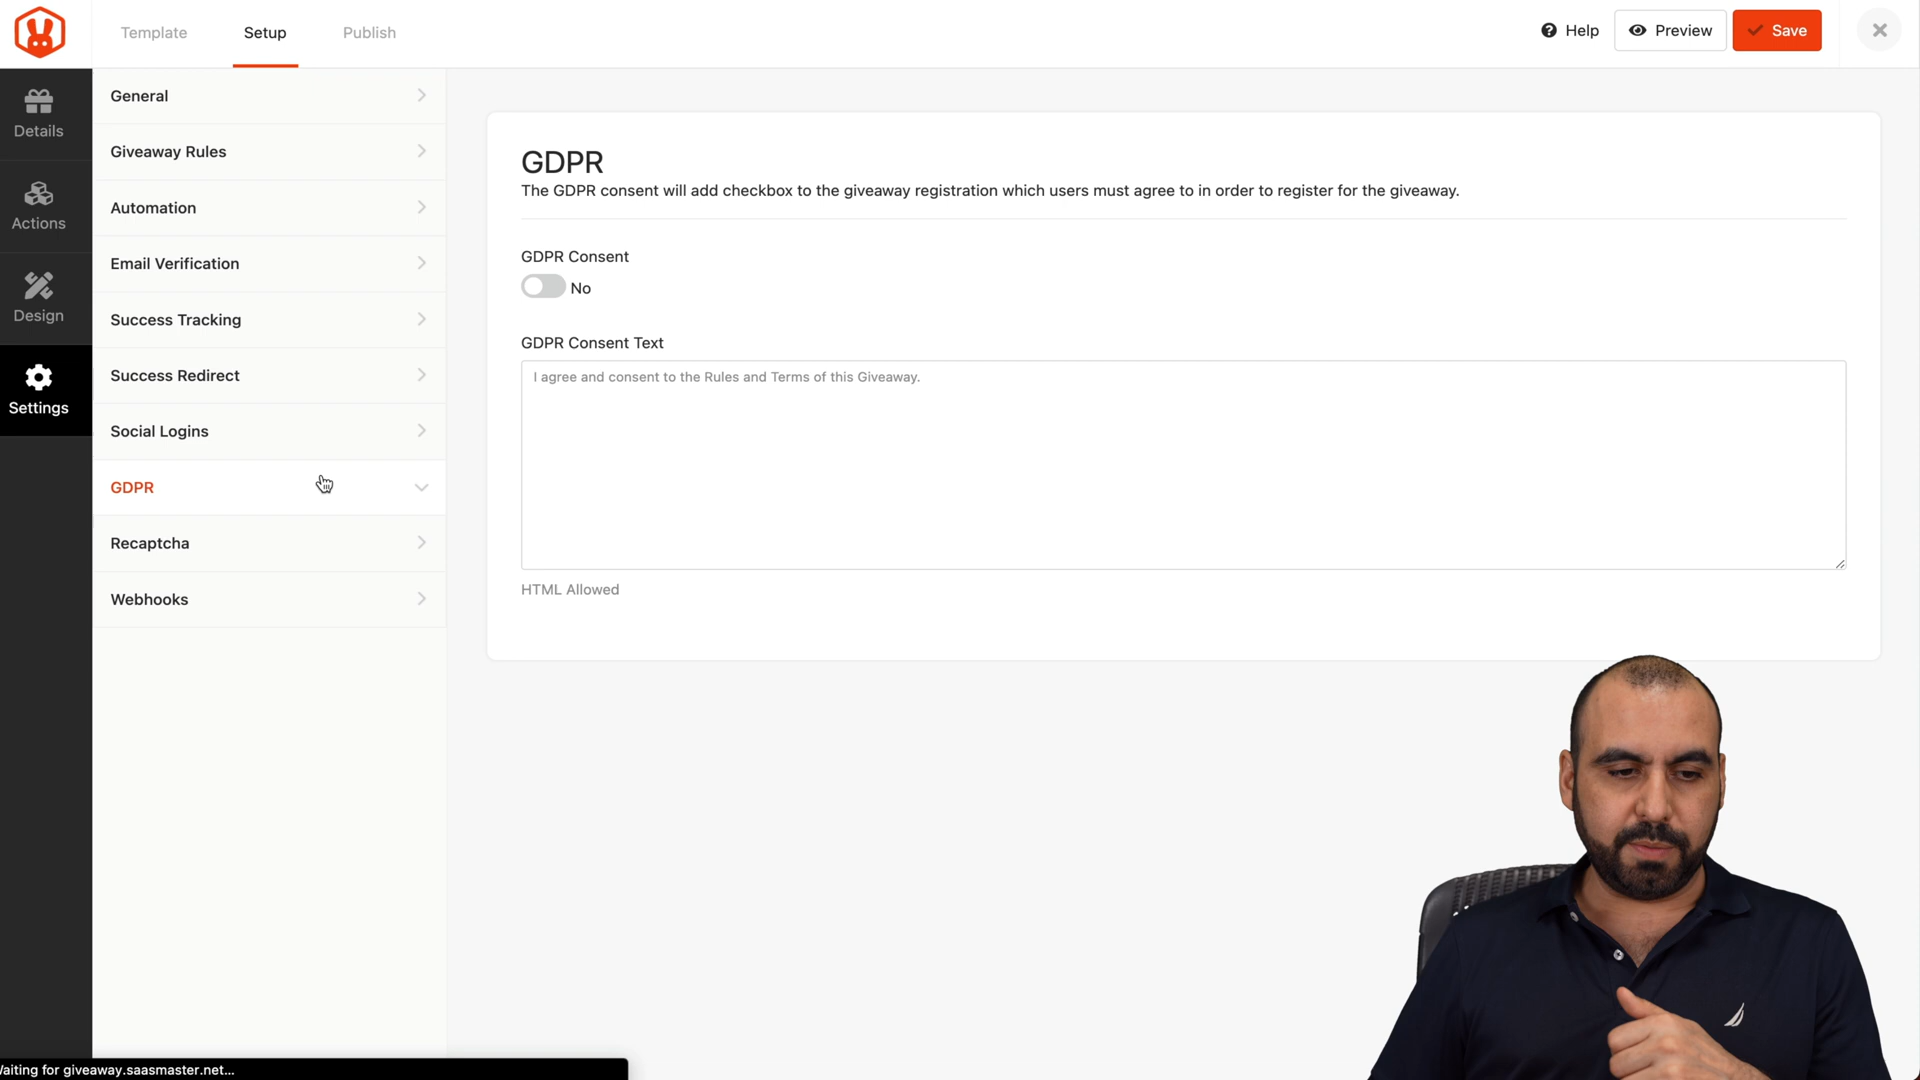 Template
Setup
Publish
Help
Preview
Save
Details
Actions
Design
Settings
General
Giveaway Rules
Automation
Email Verification
Success Tracking
Success Redirect
Social Logins
GDPR
Recaptcha
Webhooks
GDPR
The GDPR consent will add checkbox to the giveaway registration which users must agree to in order to register for the giveaway.
GDPR Consent
No
GDPR Consent Text
I agree and consent to the Rules and Terms of this Giveaway.
HTML Allowed
aiting for giveaway.saasmaster.net...